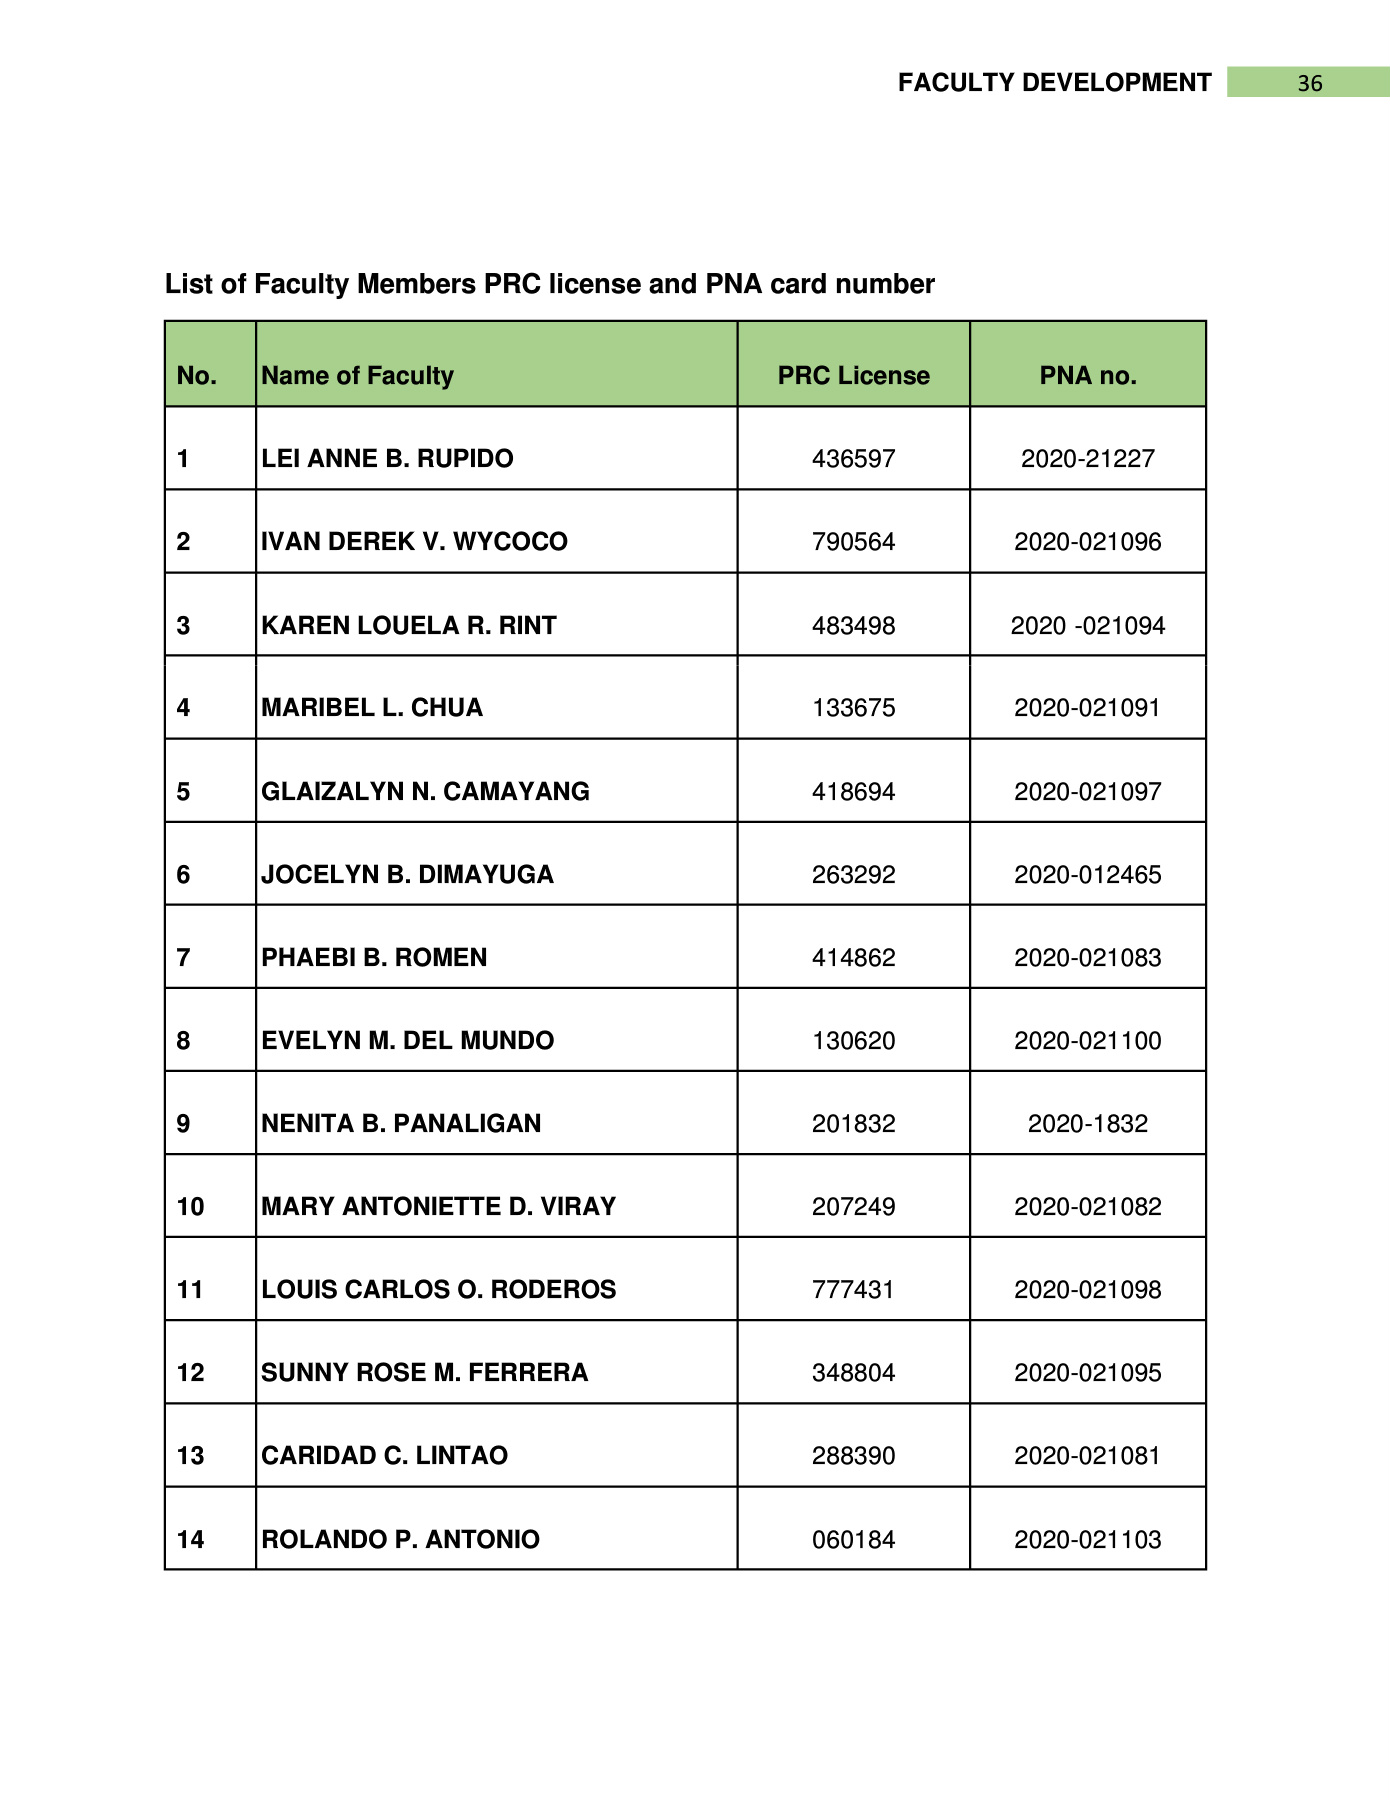 FACULTY DEVELOPMENT 36
List of Faculty Members PRC license and PNA card number
No. Name of Faculty PRC License PNA no.
1 LEI ANNE B. RUPIDO 436597 2020-21227
2 IVAN DEREK V. WYCOCO 790564 2020-021096
3 KAREN LOUELA R. RINT 483498 2020 -021094
4 MARIBEL L. CHUA 133675 2020-021091
5 GLAIZALYN N. CAMAYANG 418694 2020-021097
6 JOCELYN B. DIMAYUGA 263292 2020-012465
7 PHAEBI B. ROMEN 414862 2020-021083
8 EVELYN M. DEL MUNDO 130620 2020-021100
9 NENITA B. PANALIGAN 201832 2020-1832
10 MARY ANTONIETTE D. VIRAY 207249 2020-021082
11 LOUIS CARLOS O. RODEROS 777431 2020-021098
12 SUNNY ROSE M. FERRERA 348804 2020-021095
13 CARIDAD C. LINTAO 288390 2020-021081
14 ROLANDO P. ANTONIO 060184 2020-021103